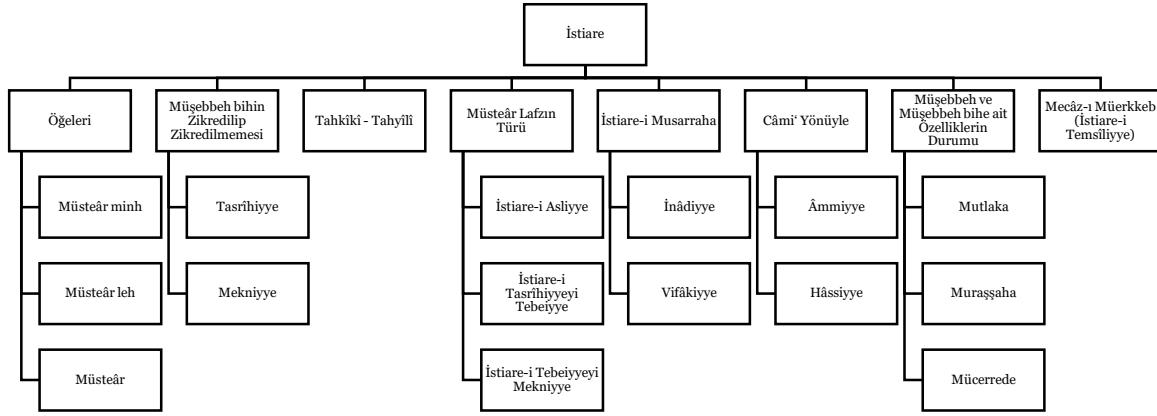 İstiare
Öğeleri
Müşebbeh bihin
Zikredilip
Zikredilmemesi
Tahkîkî - Tahyîlî
Müsteâr Lafzın
Türü
İstiare-i Musarraha
Câmi‘ Yönüyle
Müşebbeh ve
Müşebbeh bihe ait
Özelliklerin
Durumu
Mecâz-ı Müerkkeb
(İstiare-i
Temsîliyye)
Müsteâr minh
Müsteâr leh
Müsteâr
Tasrîhiyye
Mekniyye
İstiare-i Asliyye
İstiare-i
Tasrîhiyyeyi
Tebeiyye
İstiare-i Tebeiyyeyi
Mekniyye
İnâdiyye
Vifâkiyye
Âmmiyye
Hâssiyye
Mutlaka
Muraşşaha
Mücerrede